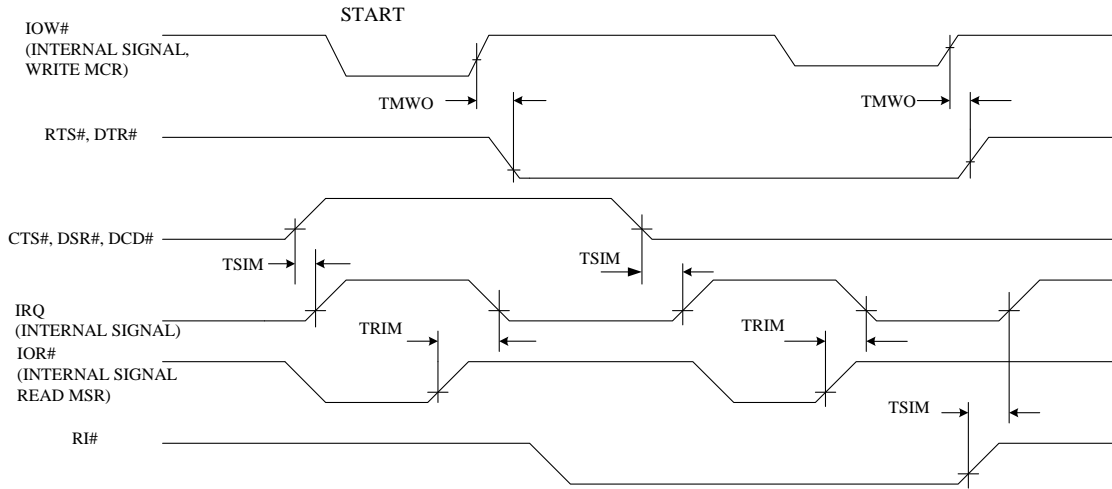 START
IOW#
(INTERNAL SIGNAL,
WRITE MCR)
TMWO
TMWO
RTS#, DTR#
CTS#, DSR#, DCD#
TSIM
TSIM
IRQ
(INTERNAL SIGNAL)
TRIM
TRIM
IOR#
(INTERNAL SIGNAL
READ MSR)
TSIM
RI#